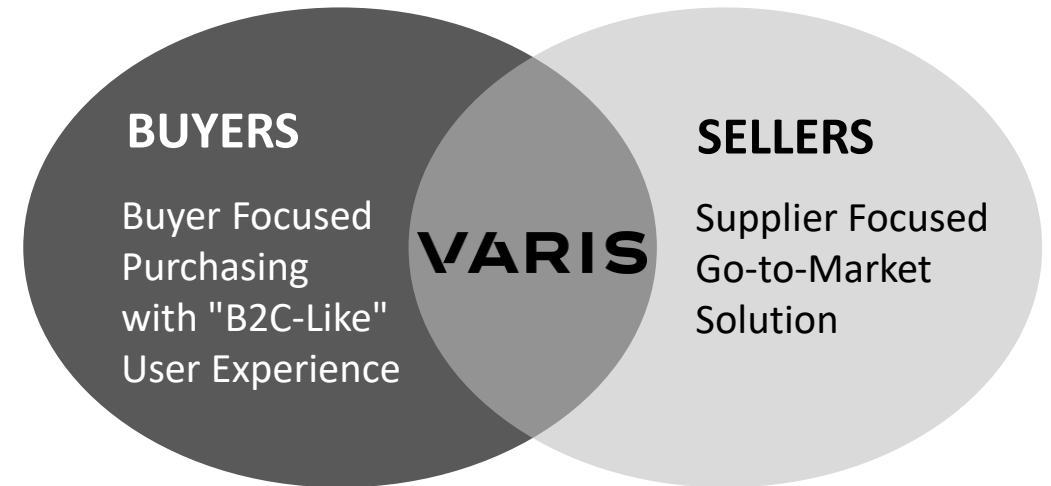 BUYERS
Buyer Focused
Purchasing
with "B2C-Like"
User Experience
VARIS
SELLERS
Supplier Focused
Go-to-Market
Solution